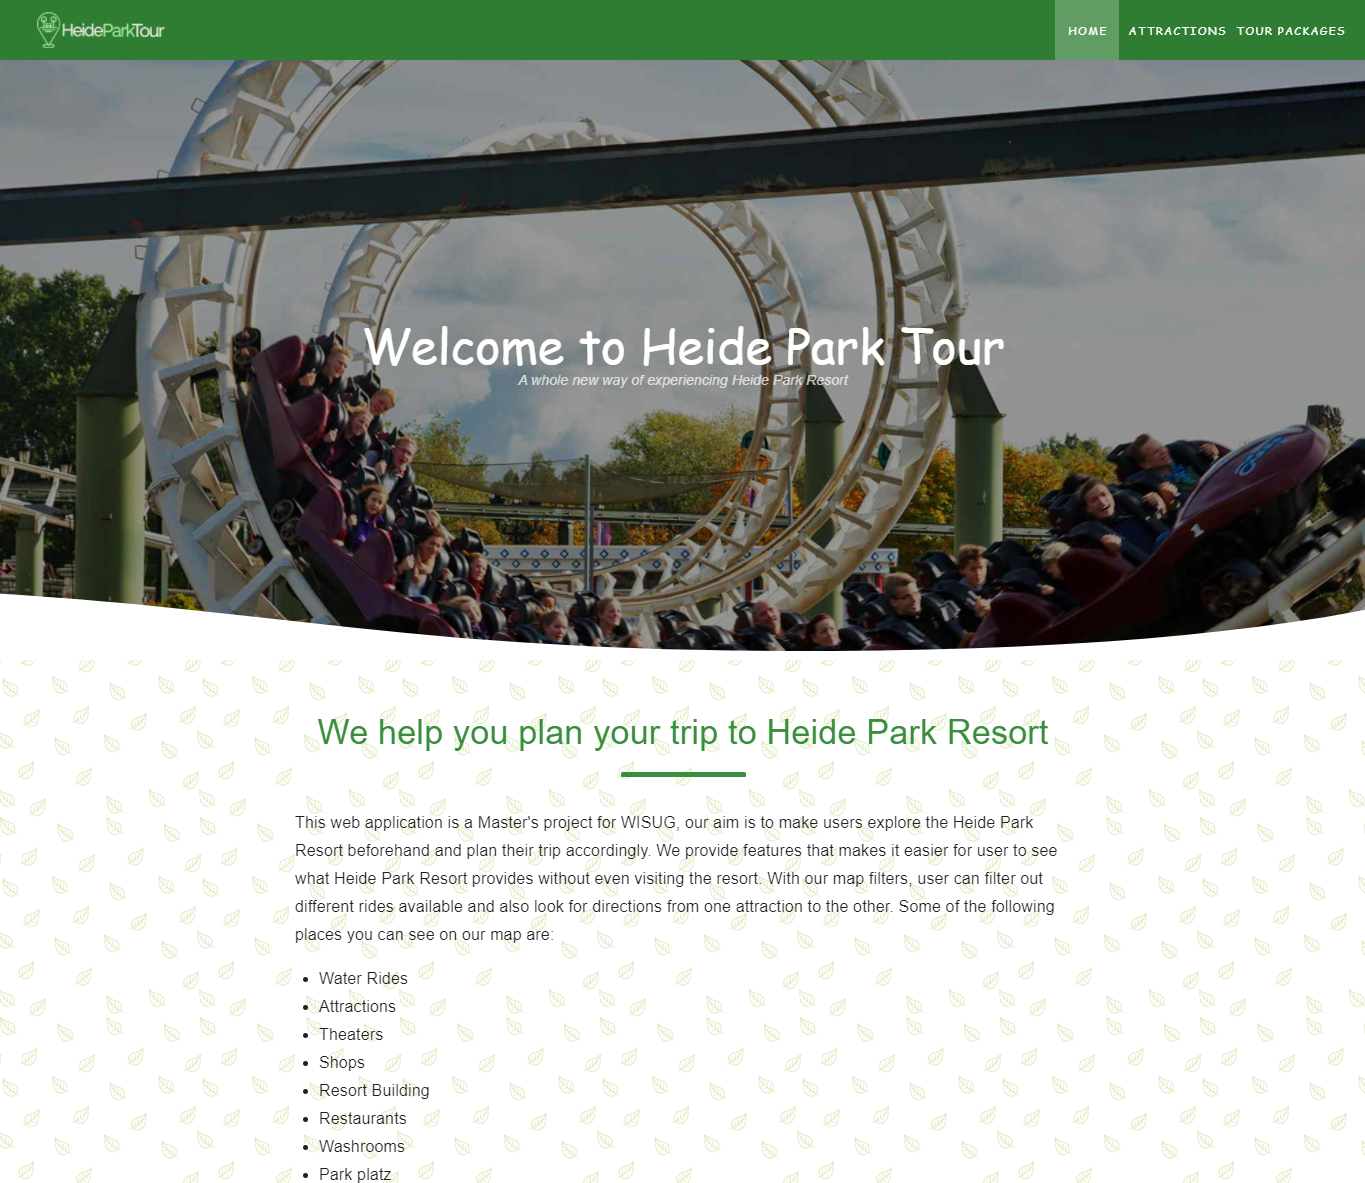 HeideParkTour
HOME ATTRACTIONS TOUR PACKAGES
Welcome to Heide Park Tour
A whole new way of experiencing Heide Park Resort
1
We help you plan your trip to Heide Park Resort
This web application is a Master's project for WISUG, our aim is to make users explore the Heide Park
Resort beforehand and plan their trip accordingly. We provide features that makes it easier for user to see
what Heide Park Resort provides without even visiting the resort. With our map filters, user can filter out
different rides available and also look for directions from one attraction to the other. Some of the following
places you can see on our map are:
• Water Rides
• Attractions
• Theaters
• Shops
• Resort Building
• Restaurants
• Washrooms
• Park platz